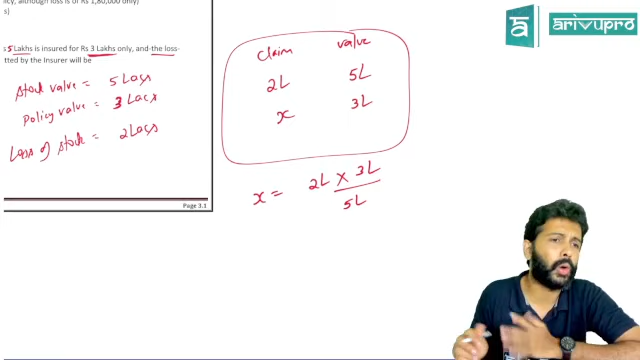 olicy, although loss is of Rs 1,80,000 only)
s 5 Lakhs is insured for Rs 3 Lakhs only, and the loss
itted by the Insurer will be
Stock value = 5 Lacs
Policy value = 3 Lacs
Loss of stock = 2 Lacs
Page 3.1
claim value
2L 5L
x 3L
x = 2L × 3L
5L
arivupro